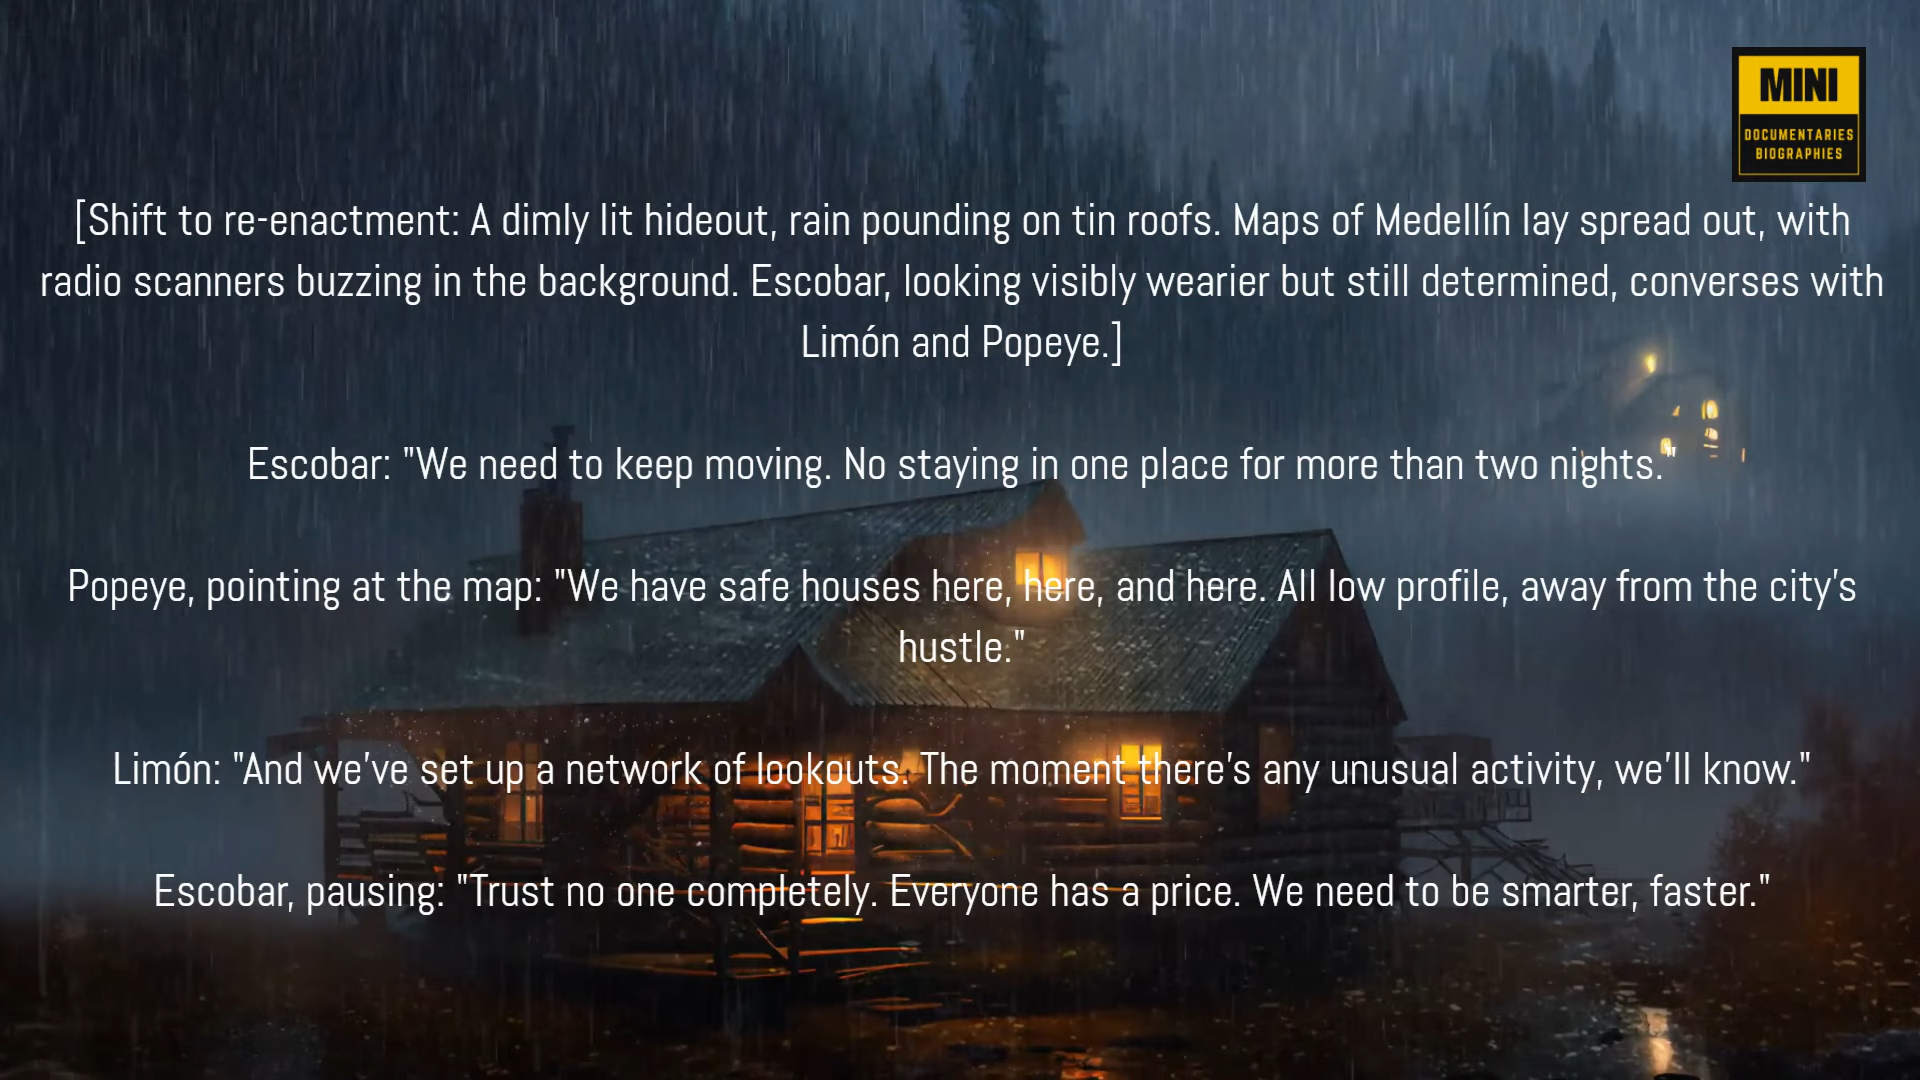 MINI
DOCUMENTARIES
BIOGRAPHIES
[Shift to re-enactment: A dimly lit hideout, rain pounding on tin roofs. Maps of Medellín lay spread out, with
radio scanners buzzing in the background. Escobar, looking visibly wearier but still determined, converses with
Limón and Popeye.]
Escobar: "We need to keep moving. No staying in one place for more than two nights."
Popeye, pointing at the map: "We have safe houses here, here, and here. All low profile, away from the city's
hustle."
Limón: "And we've set up a network of lookouts. The moment there's any unusual activity, we'll know."
Escobar, pausing: "Trust no one completely. Everyone has a price. We need to be smarter, faster."